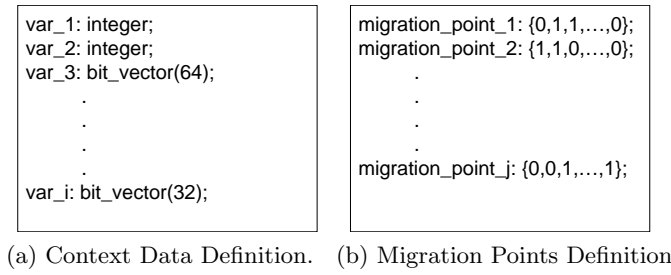 var_1: integer;
var_2: integer;
var_3: bit_vector(64);
.
.
.
.
var_i: bit_vector(32);
migration_point_1: {0,1,1,…,0};
migration_point_2: {1,1,0,…,0};
.
.
.
.
migration_point_j: {0,0,1,…,1};
(a) Context Data Definition.
(b) Migration Points Definition